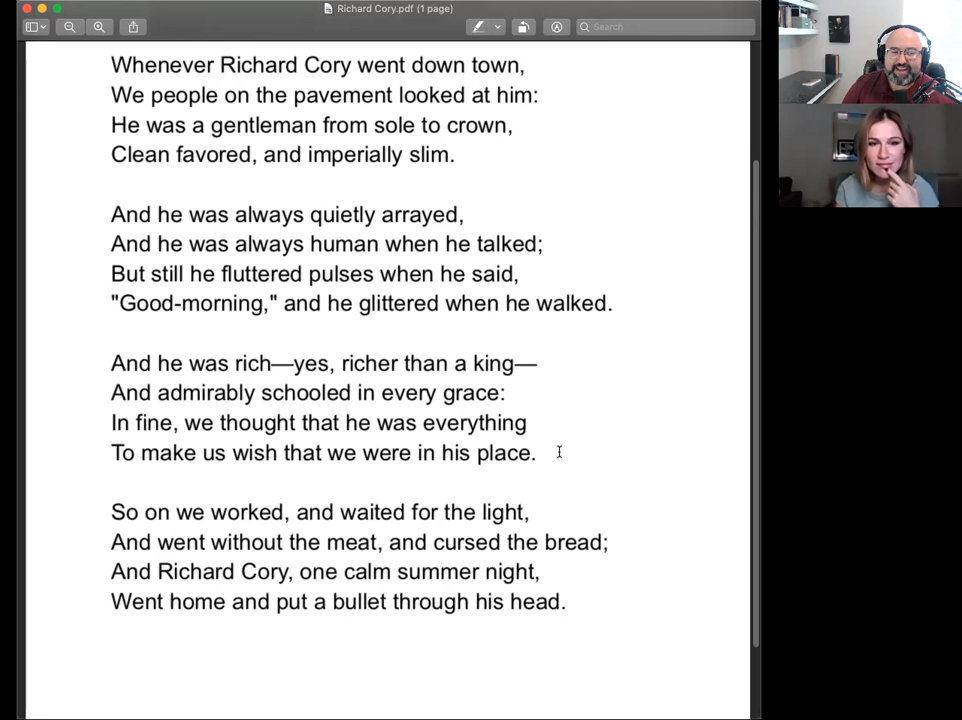 Richard Cory.pdf (1 page)
Search
Whenever Richard Cory went down town,
We people on the pavement looked at him:
He was a gentleman from sole to crown,
Clean favored, and imperially slim.
And he was always quietly arrayed,
And he was always human when he talked;
But still he fluttered pulses when he said,
"Good-morning," and he glittered when he walked.
And he was rich—yes, richer than a king—
And admirably schooled in every grace:
In fine, we thought that he was everything
To make us wish that we were in his place.
So on we worked, and waited for the light,
And went without the meat, and cursed the bread;
And Richard Cory, one calm summer night,
Went home and put a bullet through his head.